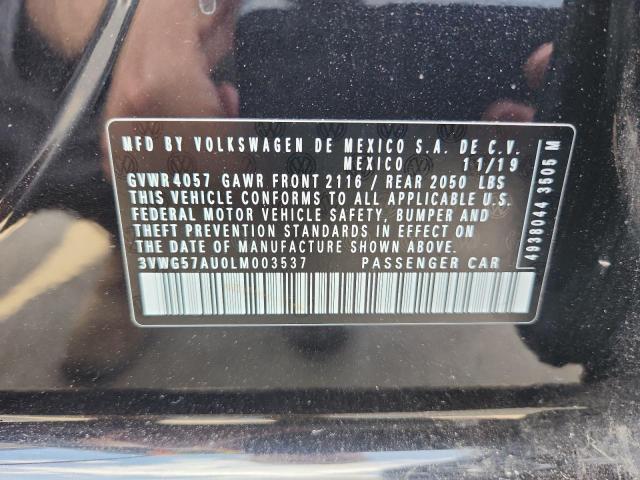 MFD BY VOLKSWAGEN DE MEXICO S.A. DE C.V.
MEXICO 11/19
GVWR 4057 GAWR FRONT 2116 / REAR 2050 LBS
THIS VEHICLE CONFORMS TO ALL APPLICABLE U.S.
FEDERAL MOTOR VEHICLE SAFETY, BUMPER AND
THEFT PREVENTION STANDARDS IN EFFECT ON
THE DATE OF MANUFACTURE SHOWN ABOVE.
3VWG57AU0LM003537 PASSENGER CAR
4938044 3605 M